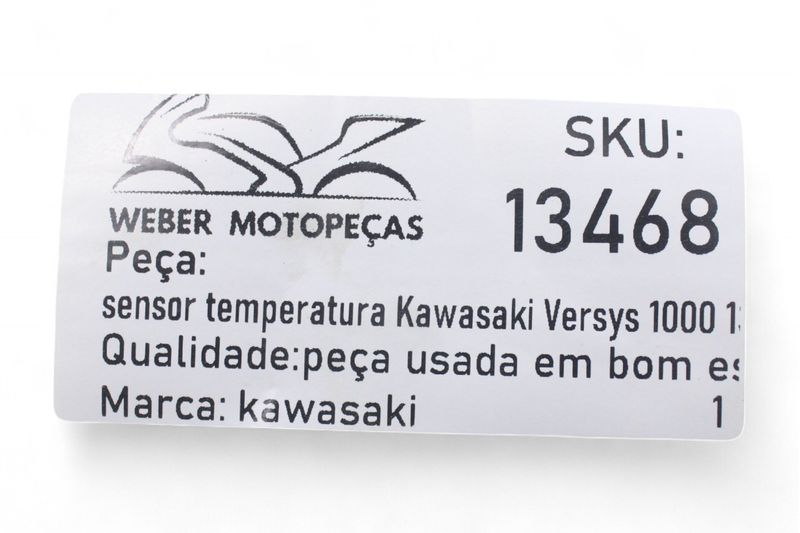 SKU:
13468
WEBER MOTOPEÇAS
Peça:
sensor temperatura Kawasaki Versys 1000
Qualidade:peça usada em bom
Marca: kawasaki 1